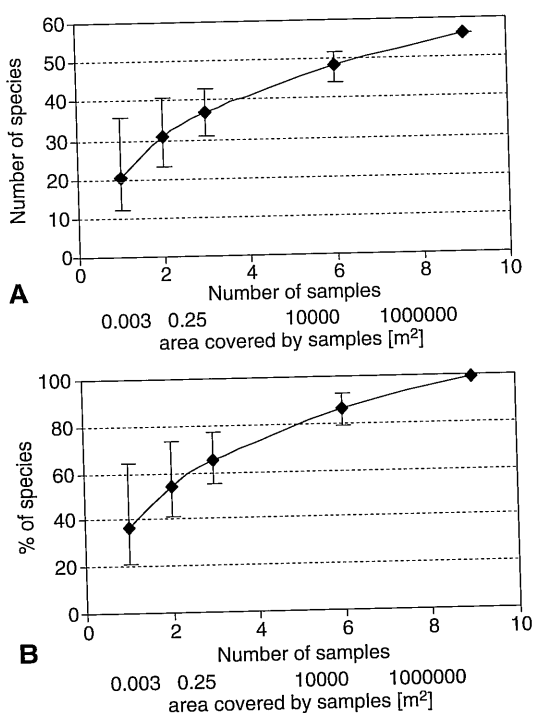 60
50
40
30
20
10
0
Number of species
0 2 4 6 8 10
Number of samples
A
0.003 0.25 10000 1000000
area covered by samples [m²]
100
80
60
40
20
0
% of species
0 2 4 6 8 10
Number of samples
B
0.003 0.25 10000 1000000
area covered by samples [m²]